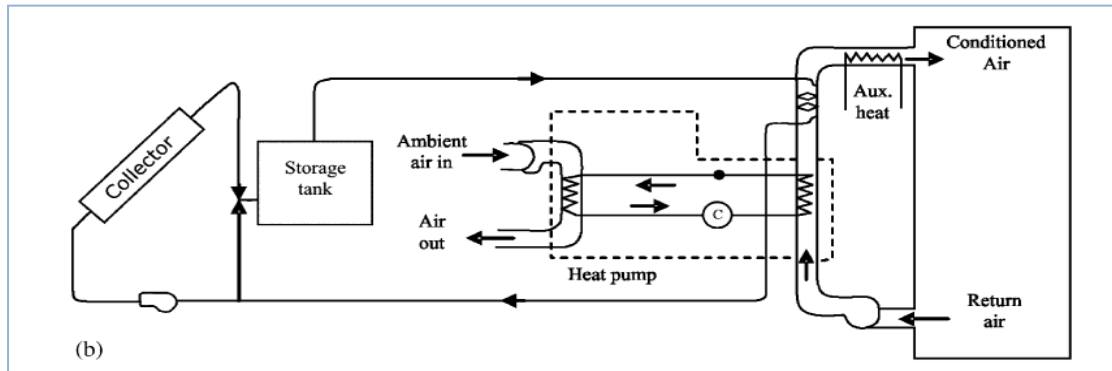 Conditioned
Air
Aux.
heat
Collector
Storage
tank
Ambient
air in
Air
out
C
Heat pump
Return
air
(b)